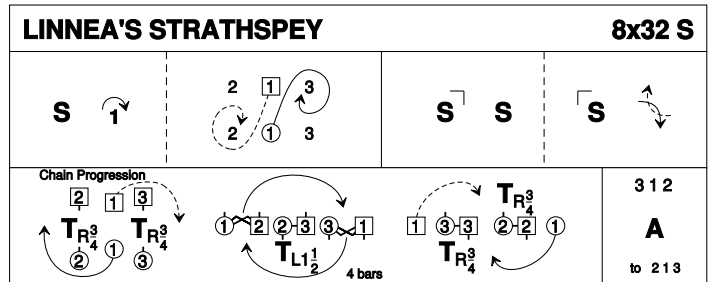 LINNEA'S STRATHSPEY 8x32 S
S 1
2 1 3
2 1 3
S S
S
Chain Progression
2 1 3
T R 3/4 T R 3/4
2 1 3
1 2 2 3 3 1
T L 1 1/2
4 bars
T R 3/4
1 3 3 2 2 1
T R 3/4
3 1 2
A
to 2 1 3